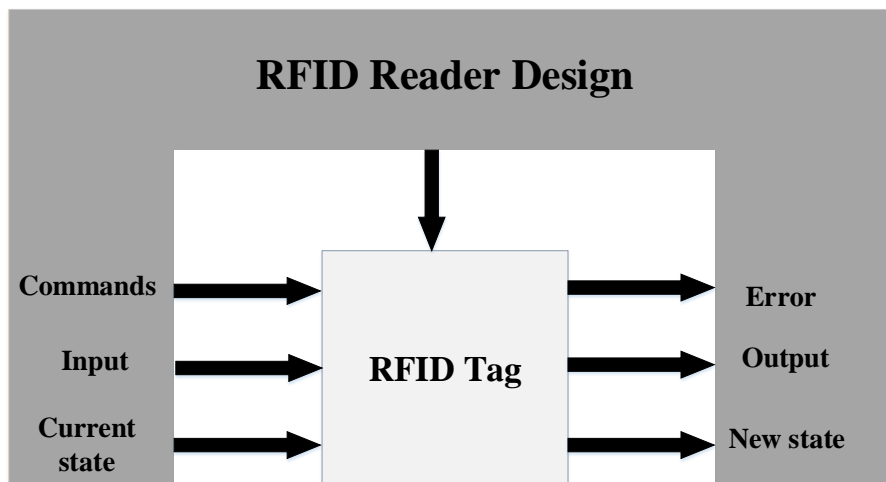 RFID Reader Design
Commands
Input
Current
state
RFID Tag
Error
Output
New state